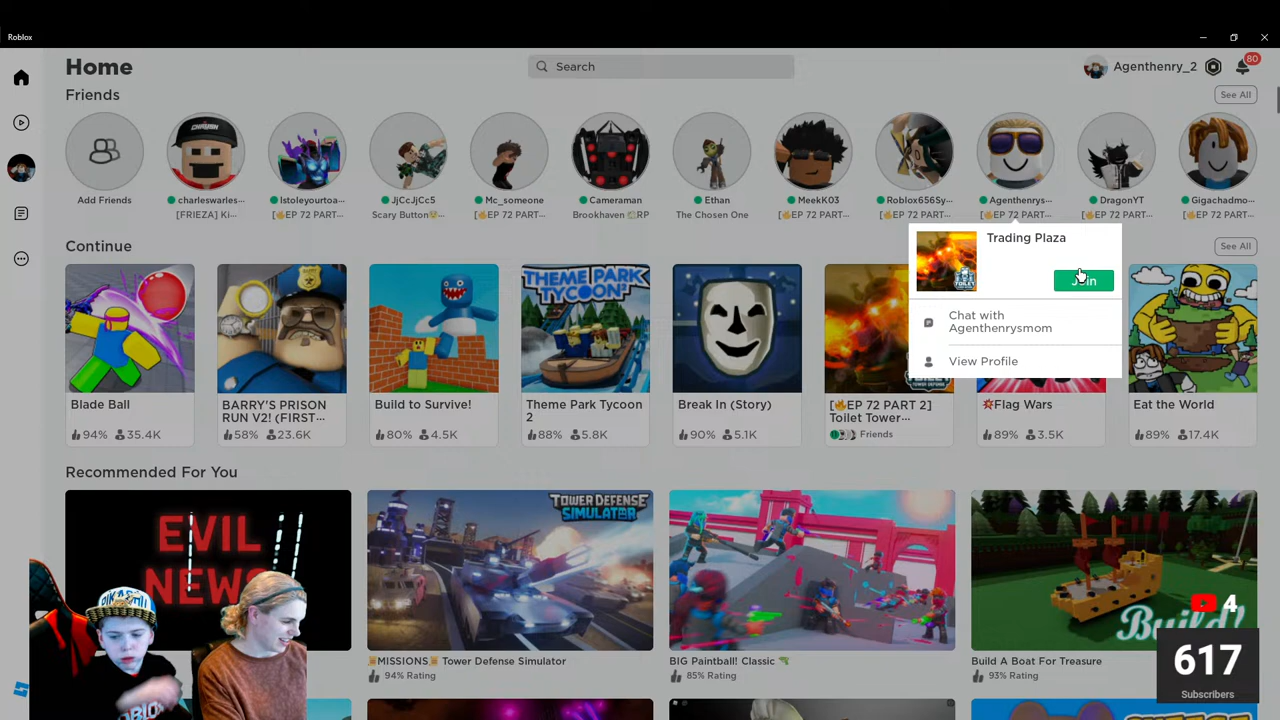 Roblox
Home
Search
Agenthenry_2
80
Friends
See All
Add Friends
charleswarles...
[FRIEZA] Ki...
Istoleyourtoa...
[🔥EP 72 PART...
JjCcJjCc5
Scary Button😨...
Mc_someone
[🔥EP 72 PART...
Cameraman
Brookhaven 🏡RP
Ethan
The Chosen One
MeekK03
[🔥EP 72 PART...
Roblox656Sy...
[🔥EP 72 PART...
Agenthenrys...
[🔥EP 72 PART...
DragonYT
[🔥EP 72 PART...
Gigachadmo...
[🔥EP 72 PART...
Trading Plaza
Join
Chat with
Agenthenrysmom
View Profile
Continue
See All
THEME PARK
TYCOON
Blade Ball
94% 35.4K
BARRY'S PRISON
RUN V2! (FIRST...
58% 23.6K
Build to Survive!
80% 4.5K
Theme Park Tycoon
2
88% 5.8K
Break In (Story)
90% 5.1K
[🔥EP 72 PART 2]
Toilet Tower...
Friends
💥Flag Wars
89% 3.5K
Eat the World
89% 17.4K
Recommended For You
EVIL
NEWS
TOWER DEFENSE
SIMULATOR
Build!
📜MISSIONS📜 Tower Defense Simulator
94% Rating
BIG Paintball! Classic 🔫
85% Rating
Build A Boat For Treasure
93% Rating
4
617
Subscribers